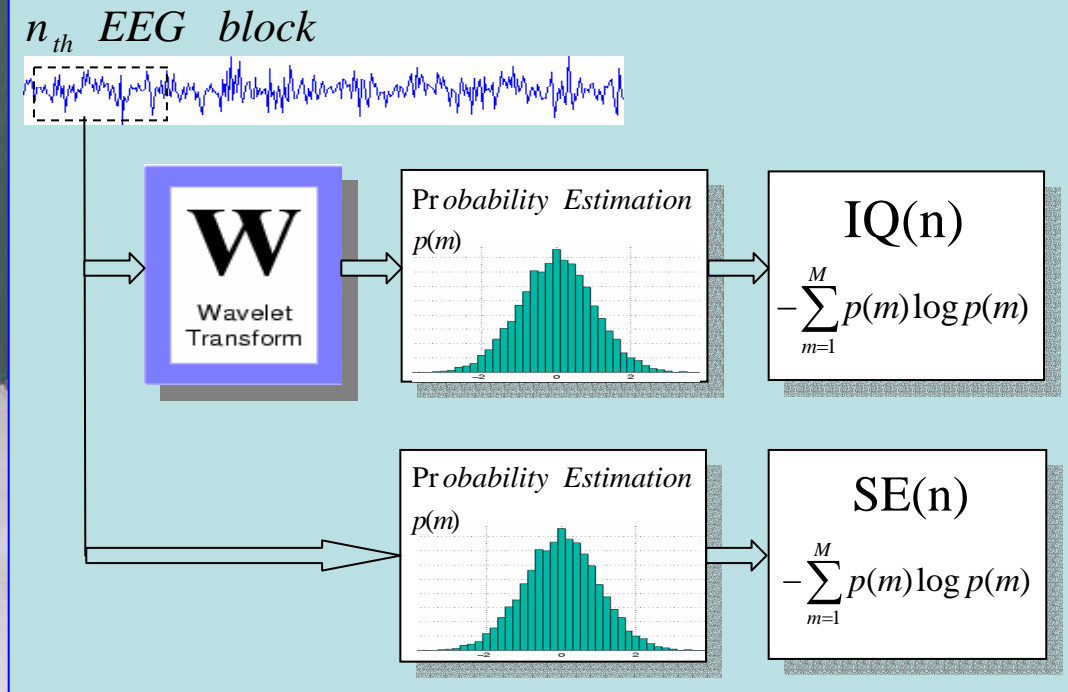 n_th EEG block
W
Wavelet
Transform
Probability Estimation
p(m)
-2 0 2
IQ(n)
M
-∑ p(m) log p(m)
m=1
Probability Estimation
p(m)
-2 0 2
SE(n)
M
-∑ p(m) log p(m)
m=1